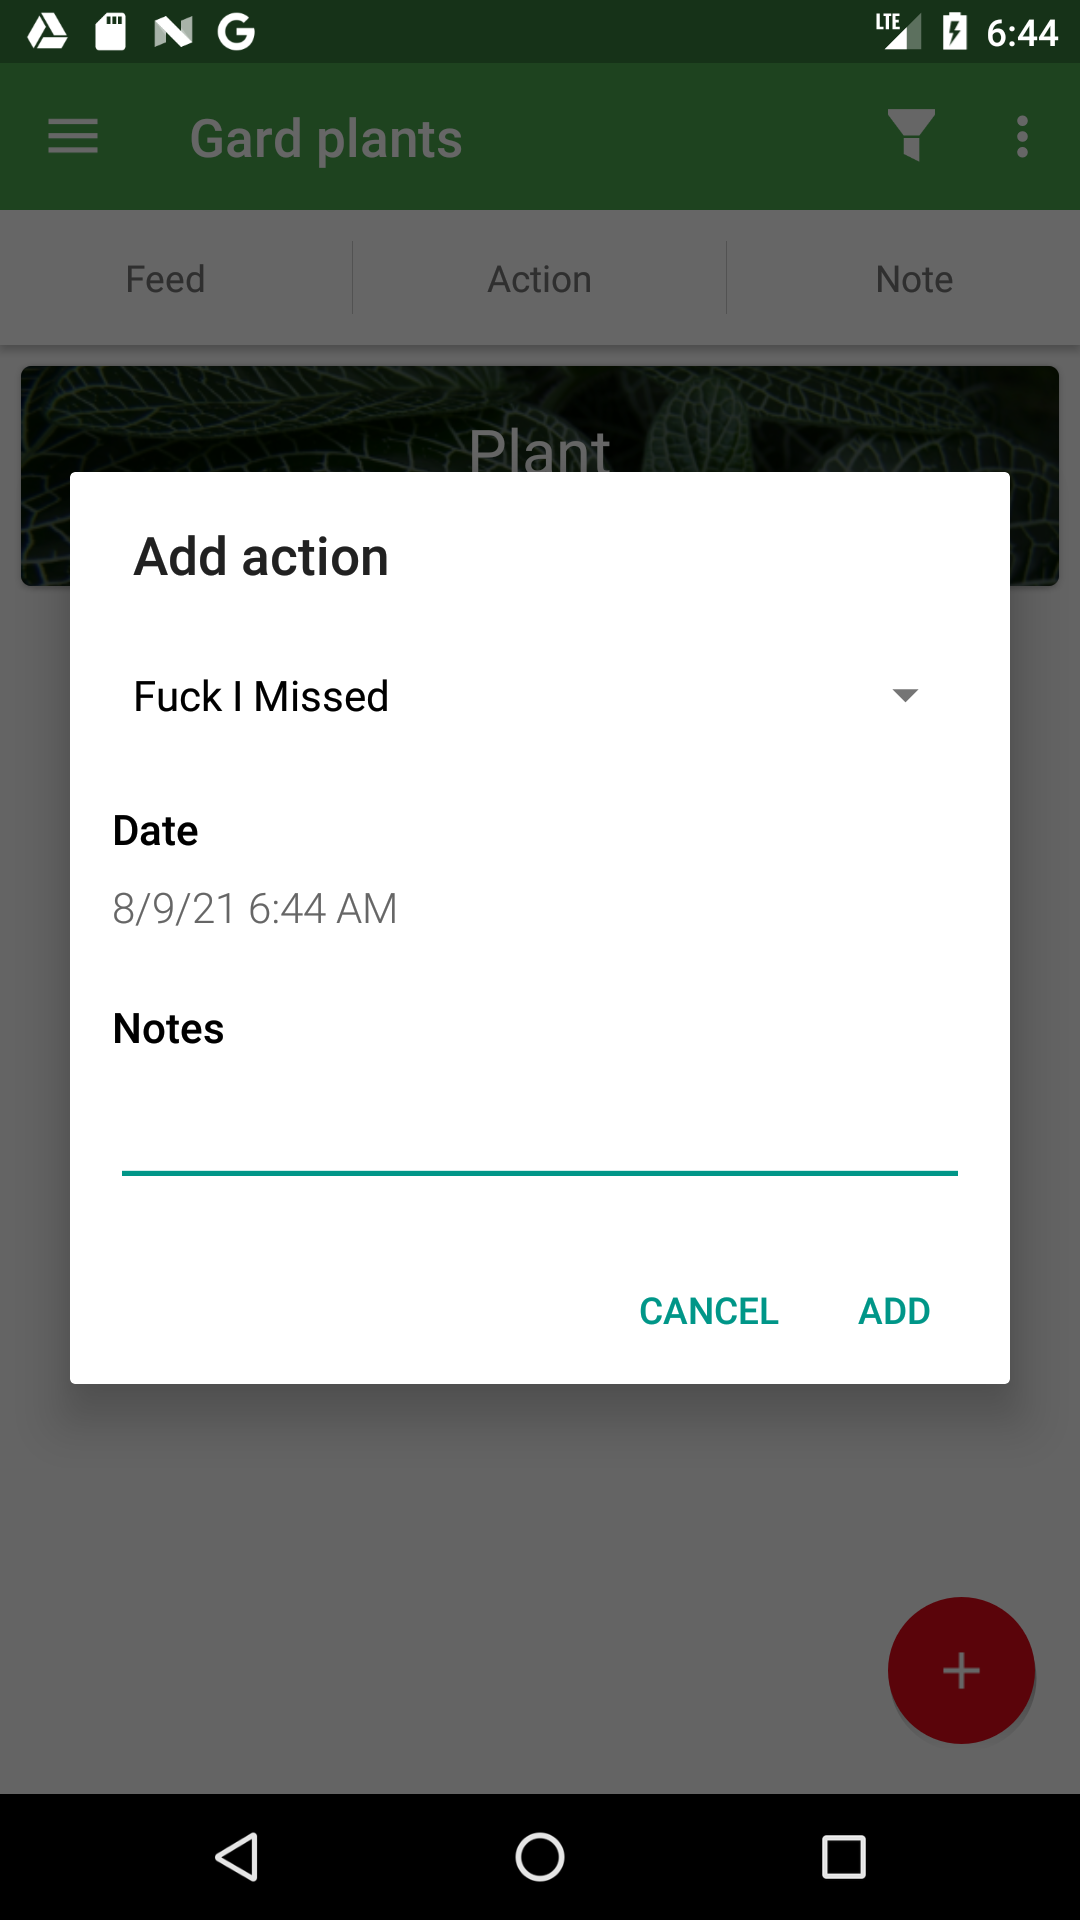 LTE 6:44
Gard plants
Feed Action Note
Plant
Add action
Fuck I Missed
Date
8/9/21 6:44 AM
Notes
CANCEL ADD